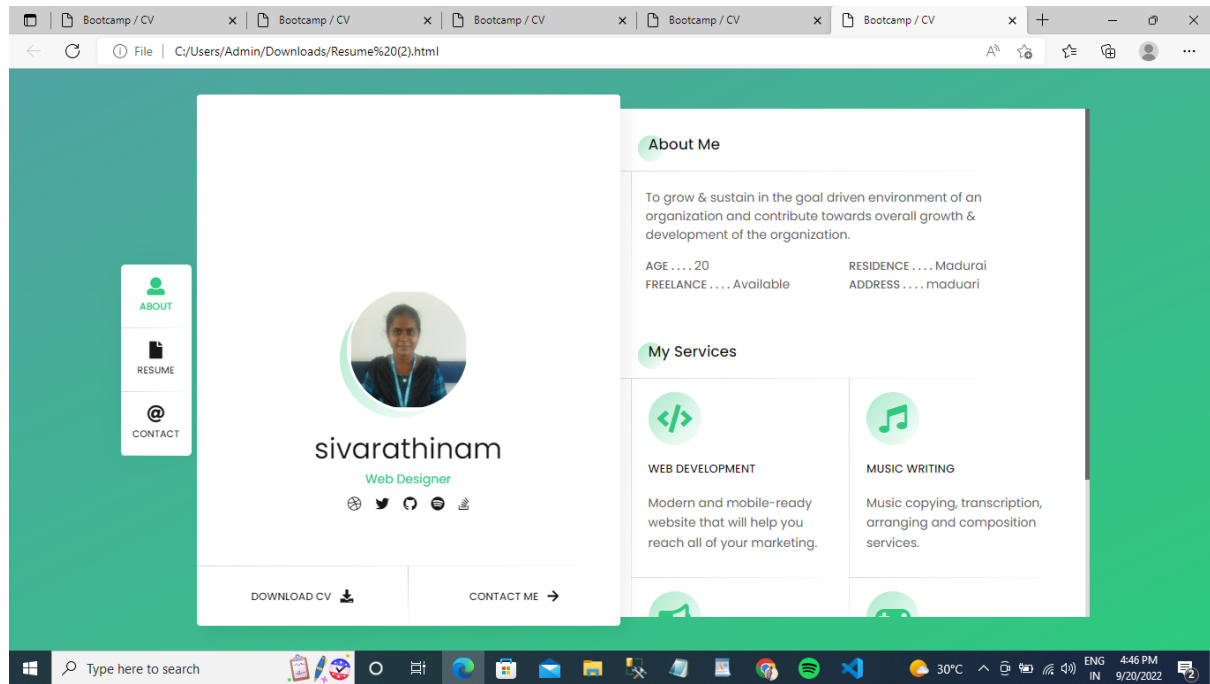 Bootcamp / CV
Bootcamp / CV
Bootcamp / CV
Bootcamp / CV
Bootcamp / CV
File
C:/Users/Admin/Downloads/Resume%20(2).html
ABOUT
RESUME
@
CONTACT
sivarathinam
Web Designer
DOWNLOAD CV
CONTACT ME
About Me
To grow & sustain in the goal driven environment of an
organization and contribute towards overall growth &
development of the organization.
AGE . . . . 20
RESIDENCE . . . . Madurai
FREELANCE . . . . Available
ADDRESS . . . . maduari
My Services
WEB DEVELOPMENT
Modern and mobile-ready
website that will help you
reach all of your marketing.
MUSIC WRITING
Music copying, transcription,
arranging and composition
services.
Type here to search
30°C
ENG
IN
4:46 PM
9/20/2022
2